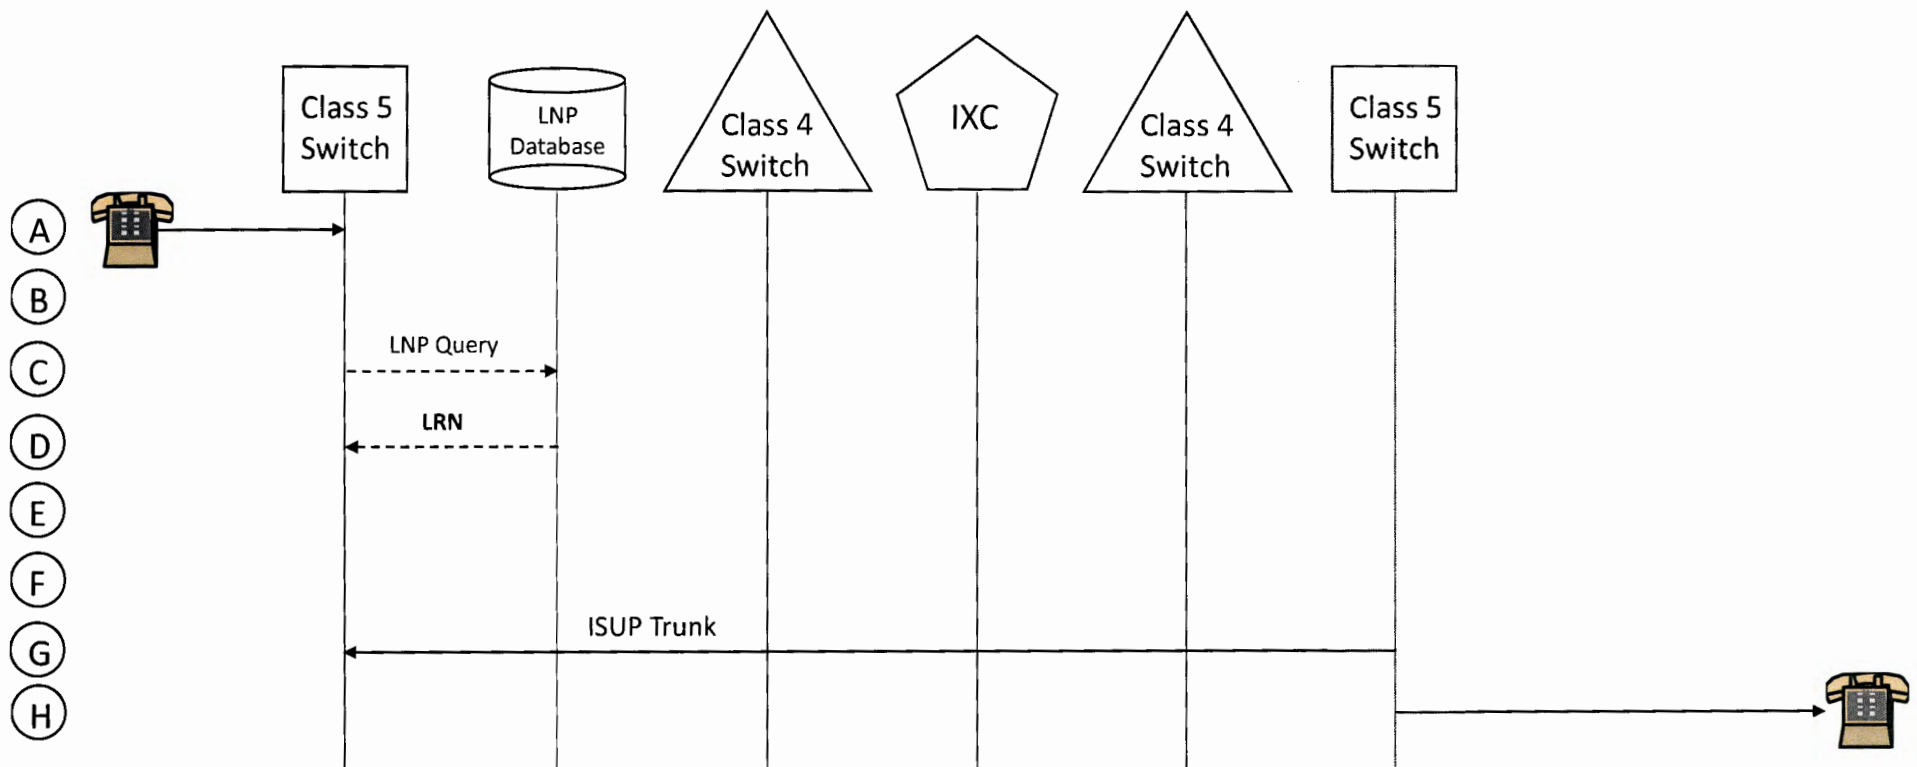 Class 5
Switch
LNP
Database
Class 4
Switch
IXC
Class 4
Switch
Class 5
Switch
A
B
LNP Query
C
LRN
D
E
F
ISUP Trunk
G
H